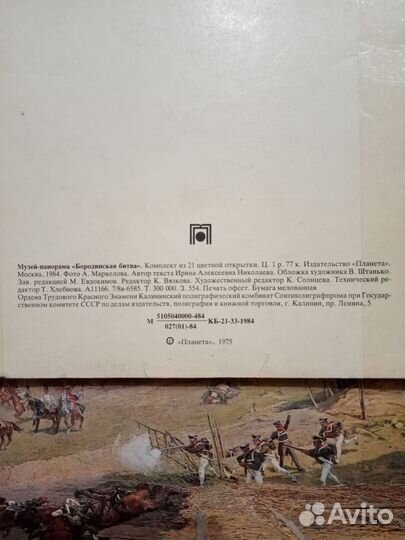 Музей-панорама «Бородинская битва». Комплект из 21 цветной открытки. Ц. 1 р. 77 к. Издательство «Планета».
Москва, 1984. Фото А. Маркелова. Автор текста Ирина Алексеевна Николаева. Обложка художника В. Штанько.
Зав. редакцией М. Евдокимов. Редактор К. Вязкова. Художественный редактор К. Солнцева. Технический ре-
дактор Т. Хлебнова. А11166. 7/8в-6585. Т. 300 000. З. 554. Печать офсет. Бумага мелованная
Ордена Трудового Красного Знамени Калининский полиграфический комбинат Союзполиграфпрома при Государ-
ственном комитете СССР по делам издательств, полиграфии и книжной торговли, г. Калинин, пр. Ленина, 5
М 5105040000-484 КБ-21-33-1984
027(01)-84
© «Планета», 1975
Avito